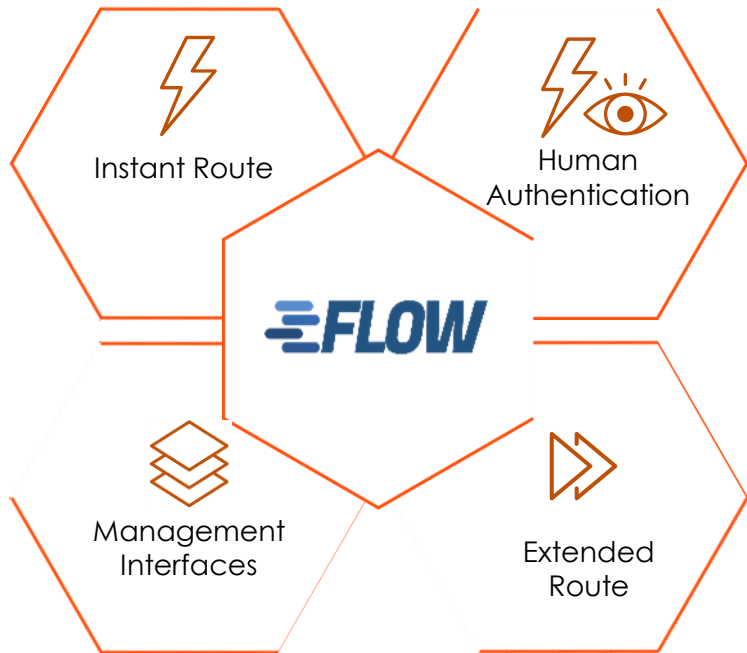 Instant Route
Human
Authentication
FLOW
Management
Interfaces
Extended
Route